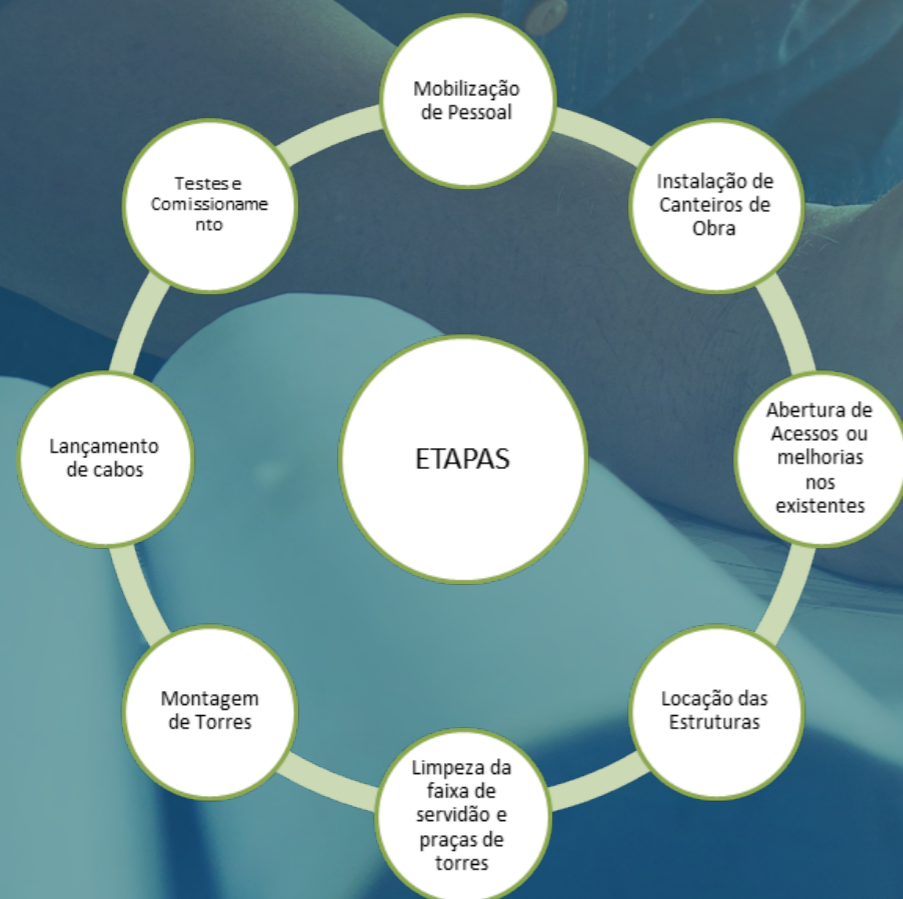 Mobilização
de Pessoal
Instalação de
Canteiros de
Obra
Abertura de
Acessos ou
melhorias
nos
existentes
Locação das
Estruturas
Limpeza da
faixa de
servidão e
praças de
torres
Montagem
de Torres
Lançamento
de cabos
Testes e
Comissioname
nto
ETAPAS